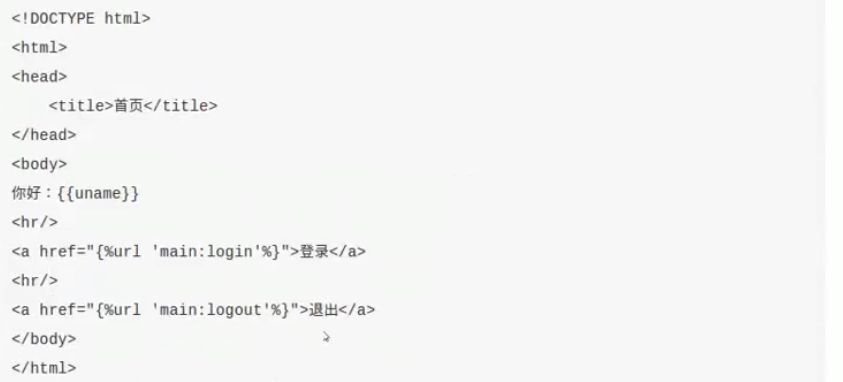 <!DOCTYPE html>
<html>
<head>
    <title>首页</title>
</head>
<body>
你好：{{uname}}
<hr/>
<a href="{%url 'main:login'%}">登录</a>
<hr/>
<a href="{%url 'main:logout'%}">退出</a>
</body>
</html>